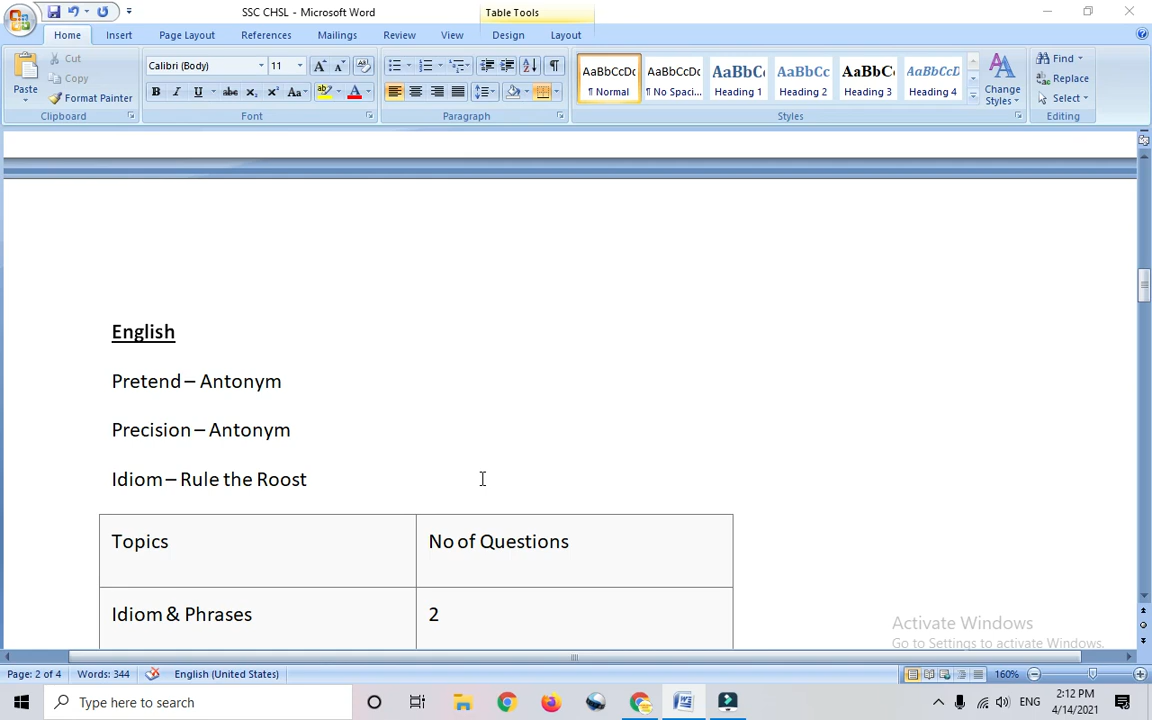 SSC CHSL - Microsoft Word
Table Tools
Home Insert Page Layout References Mailings Review View Design Layout
Paste
Cut
Copy
Format Painter
Clipboard
Calibri (Body) 11
Font
Paragraph
AaBbCcDc AaBbCcDc AaBbC AaBbCc AaBbC AaBbCcD
¶ Normal ¶ No Spaci... Heading 1 Heading 2 Heading 3 Heading 4
Change Styles
Styles
Find
Replace
Select
Editing
English
Pretend – Antonym
Precision – Antonym
Idiom – Rule the Roost
Topics No of Questions
Idiom & Phrases 2
Activate Windows
Go to Settings to activate Windows.
Page: 2 of 4 Words: 344 English (United States) 160%
Type here to search
ENG
2:12 PM
4/14/2021